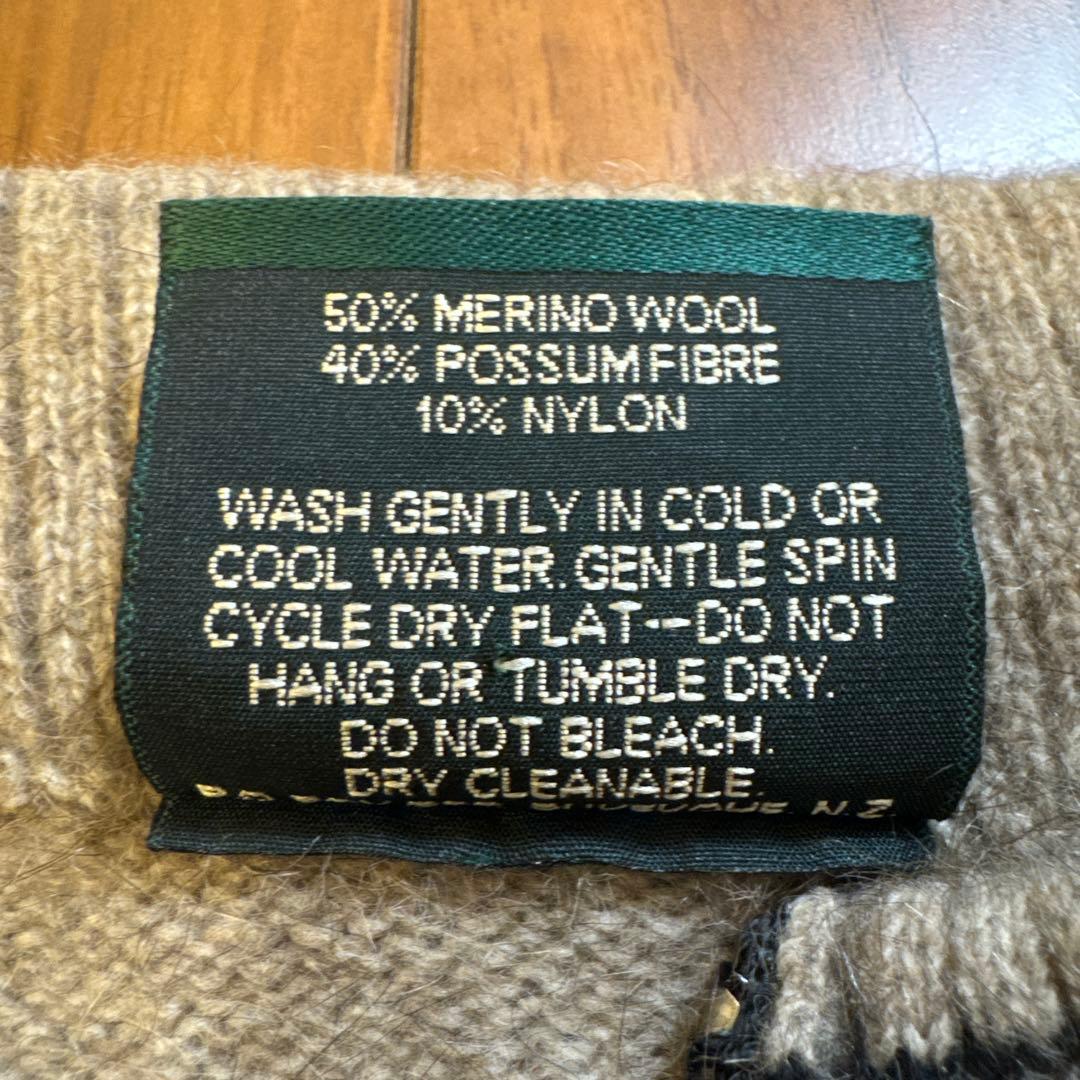 50% MERINO WOOL
40% POSSUM FIBRE
10% NYLON
WASH GENTLY IN COLD OR
COOL WATER. GENTLE SPIN
CYCLE DRY FLAT--DO NOT
HANG OR TUMBLE DRY.
DO NOT BLEACH.
DRY CLEANABLE.
N.Z.